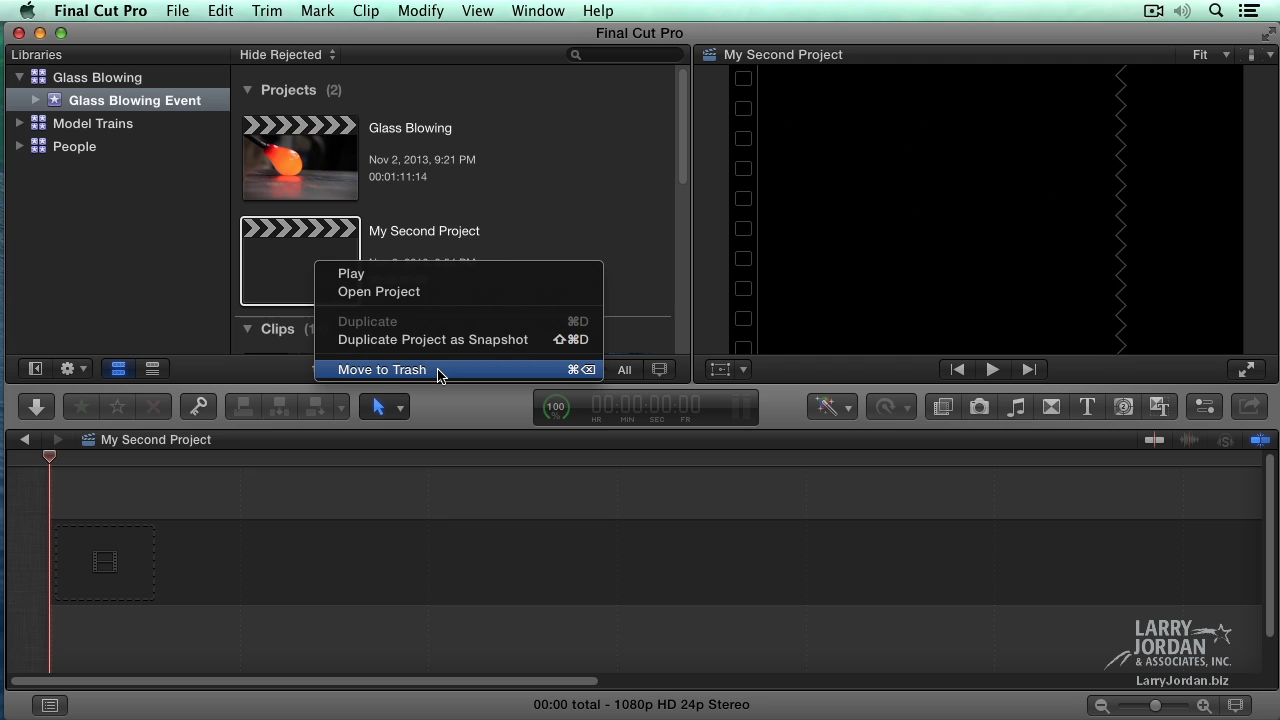 Final Cut Pro File Edit Trim Mark Clip Modify View Window Help
Final Cut Pro
Libraries
Hide Rejected
My Second Project
Fit
Glass Blowing
Glass Blowing Event
Model Trains
People
Projects (2)
Glass Blowing
Nov 2, 2013, 9:21 PM
00:01:11:14
My Second Project
Clips
Play
Open Project
Duplicate ⌘D
Duplicate Project as Snapshot ⇧⌘D
Move to Trash ⌘⌫
All
100
%
00:00:00:00
HR MIN SEC FR
My Second Project
LARRY
JORDAN
& ASSOCIATES, INC.
LarryJordan.biz
00:00 total - 1080p HD 24p Stereo